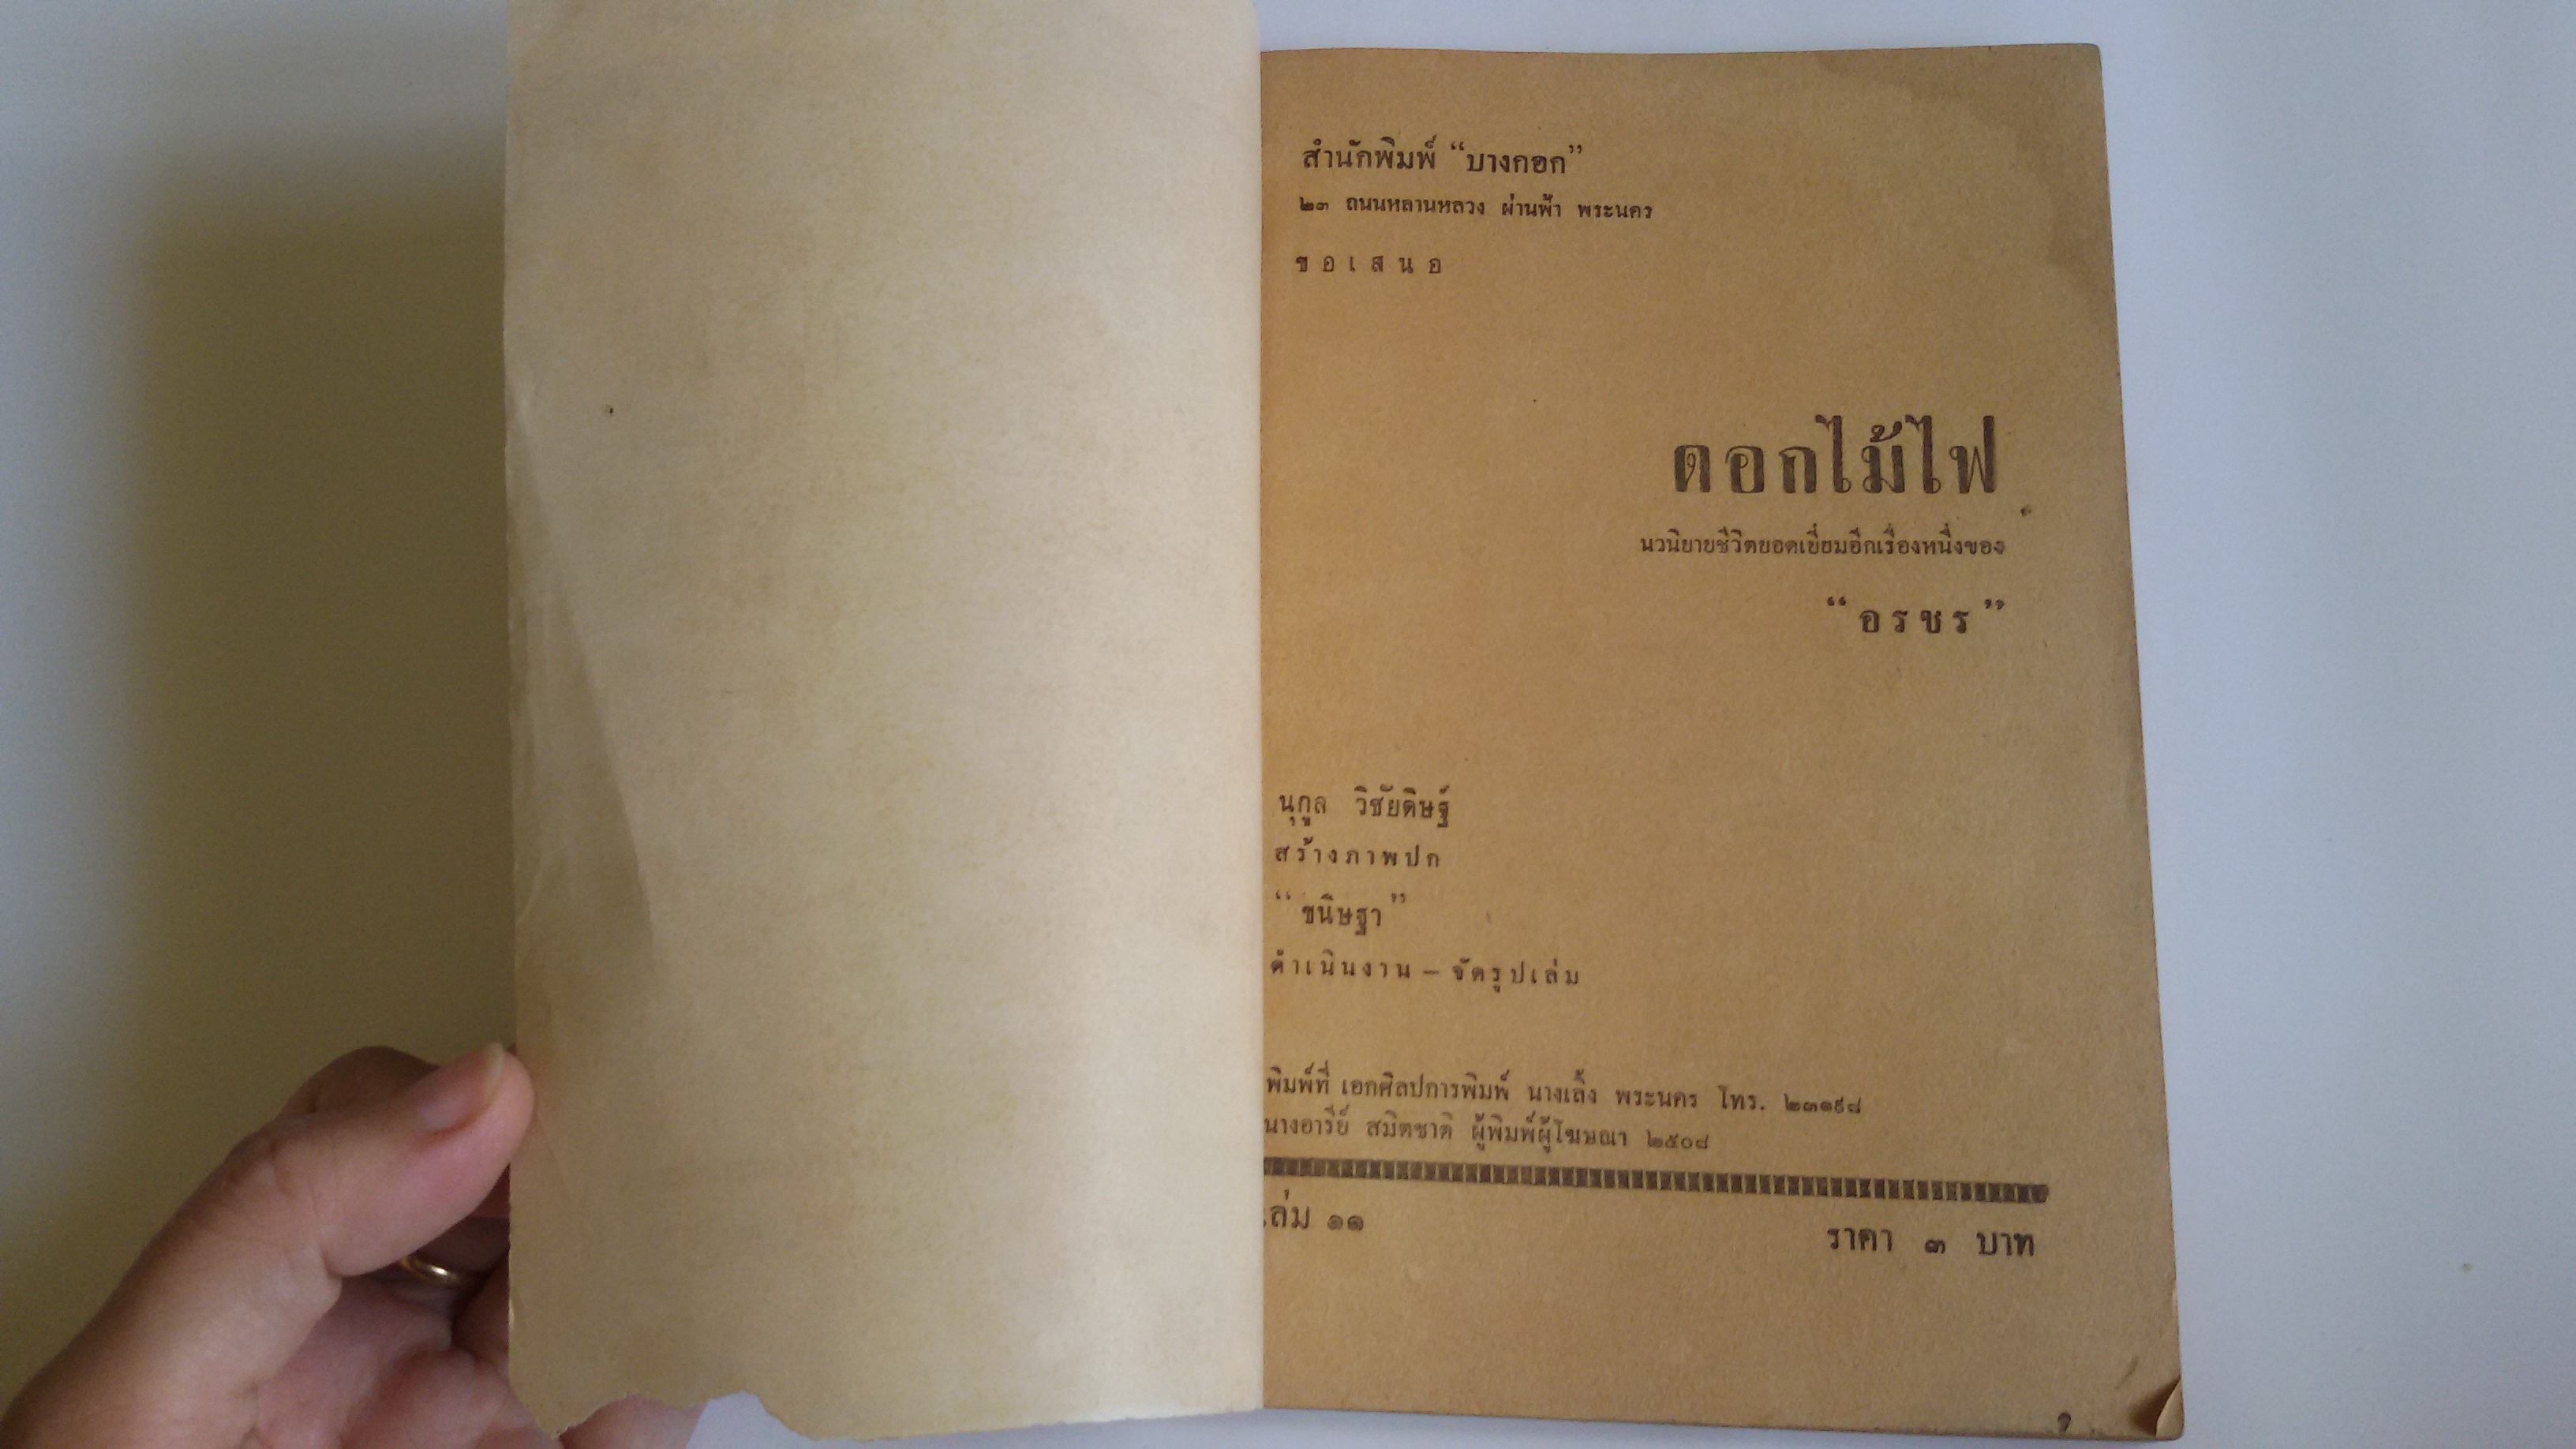 สำนักพิมพ์ “บางกอก”
๒๓ ถนนหลานหลวง ผ่านฟ้า พระนคร
ขอเสนอ
ดอกไม้ไฟ
นวนิยายชีวิตยอดเยี่ยมอีกเรื่องหนึ่งของ
“อรชร”
นุกูล วิชัยดิษฐ์
สร้างภาพปก
“ขนิษฐา”
ดำเนินงาน – จัดรูปเล่ม
พิมพ์ที่ เอกศิลปการพิมพ์ นางเลิ้ง พระนคร โทร. ๒๓๑๙๘
นางอารีย์ สมิตชาติ ผู้พิมพ์ผู้โฆษณา ๒๕๐๘
เล่ม ๑๑
ราคา ๓ บาท